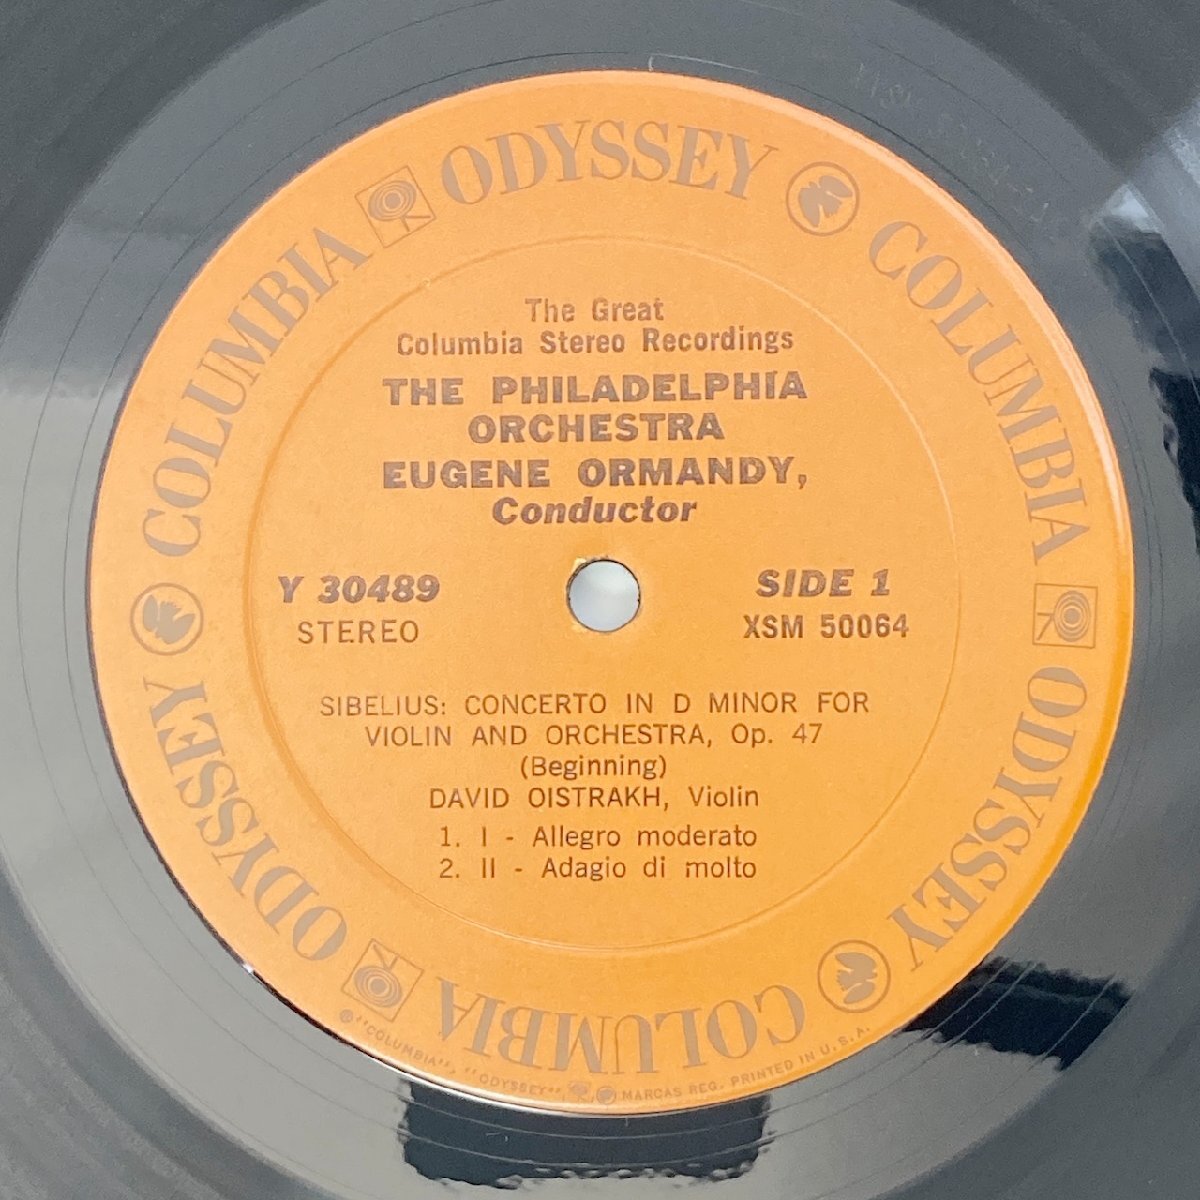 COLUMBIA ODYSSEY COLUMBIA ODYSSEY COLUMBIA ODYSSEY
The Great
Columbia Stereo Recordings
THE PHILADELPHIA
ORCHESTRA
EUGENE ORMANDY,
Conductor
Y 30489
STEREO
SIDE 1
XSM 50064
SIBELIUS: CONCERTO IN D MINOR FOR
VIOLIN AND ORCHESTRA, Op. 47
(Beginning)
DAVID OISTRAKH, Violin
1. I - Allegro moderato
2. II - Adagio di molto
℗ "COLUMBIA", "ODYSSEY", MARCAS REG. PRINTED IN U.S.A.